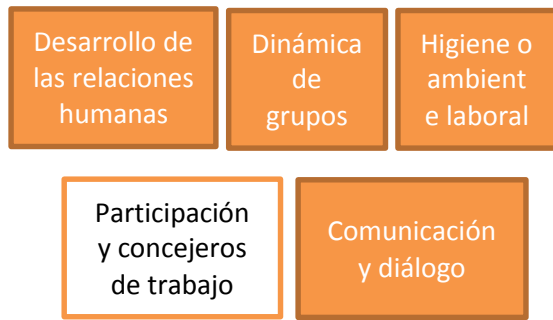 Desarrollo de
las relaciones
humanas
Dinámica
de
grupos
Higiene o
ambient
e laboral
Participación
y concejeros
de trabajo
Comunicación
y diálogo